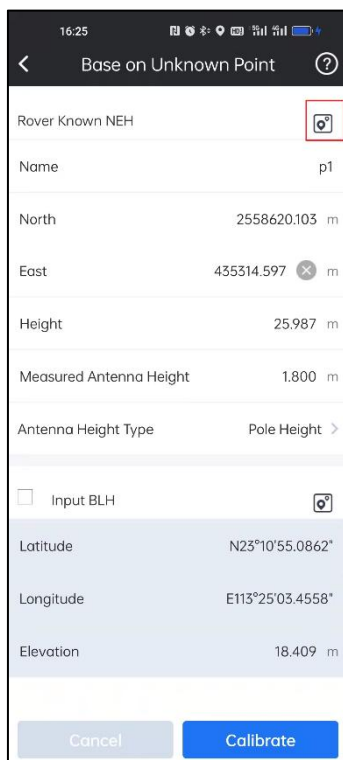 16:25
Base on Unknown Point
Rover Known NEH
Name p1
North 2558620.103 m
East 435314.597 m
Height 25.987 m
Measured Antenna Height 1.800 m
Antenna Height Type Pole Height
Input BLH
Latitude N23°10'55.0862"
Longitude E113°25'03.4558"
Elevation 18.409 m
Cancel Calibrate